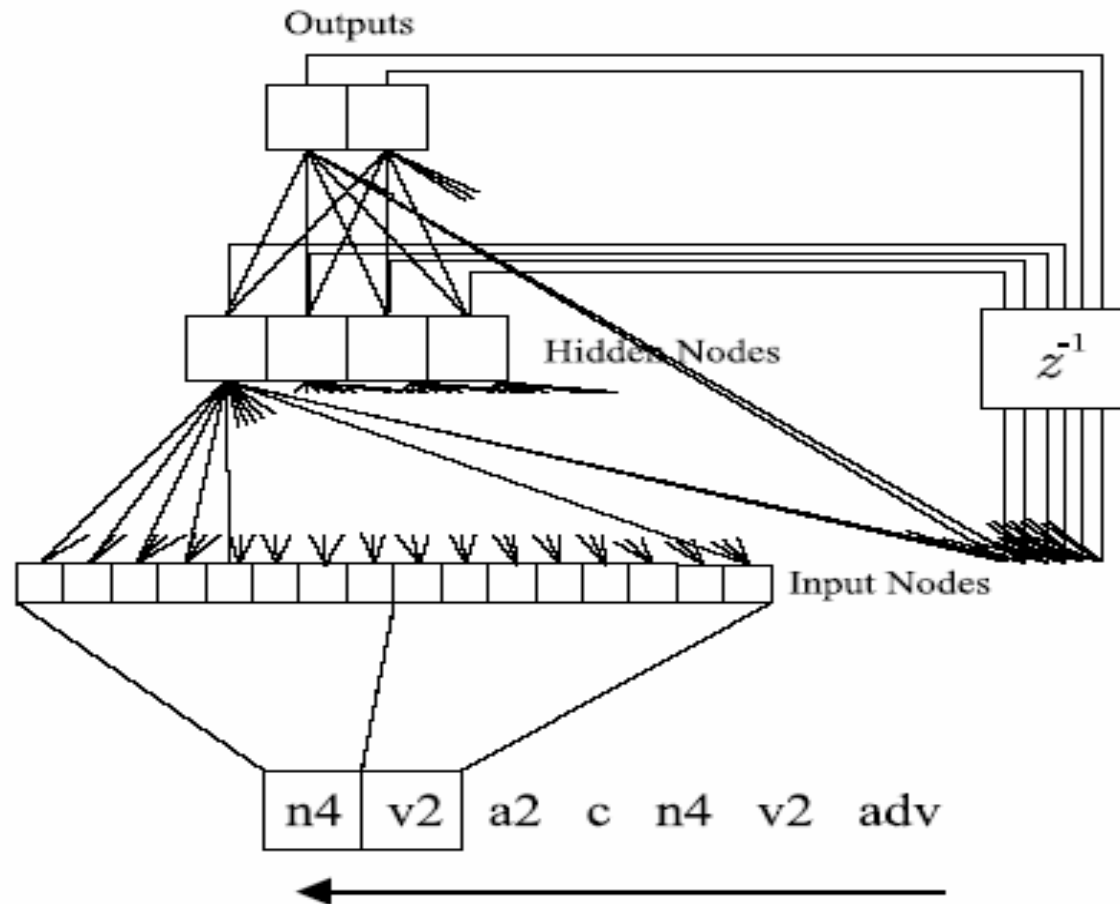 Outputs
Hidden Nodes
z-1
Input Nodes
n4 v2 a2 c n4 v2 adv